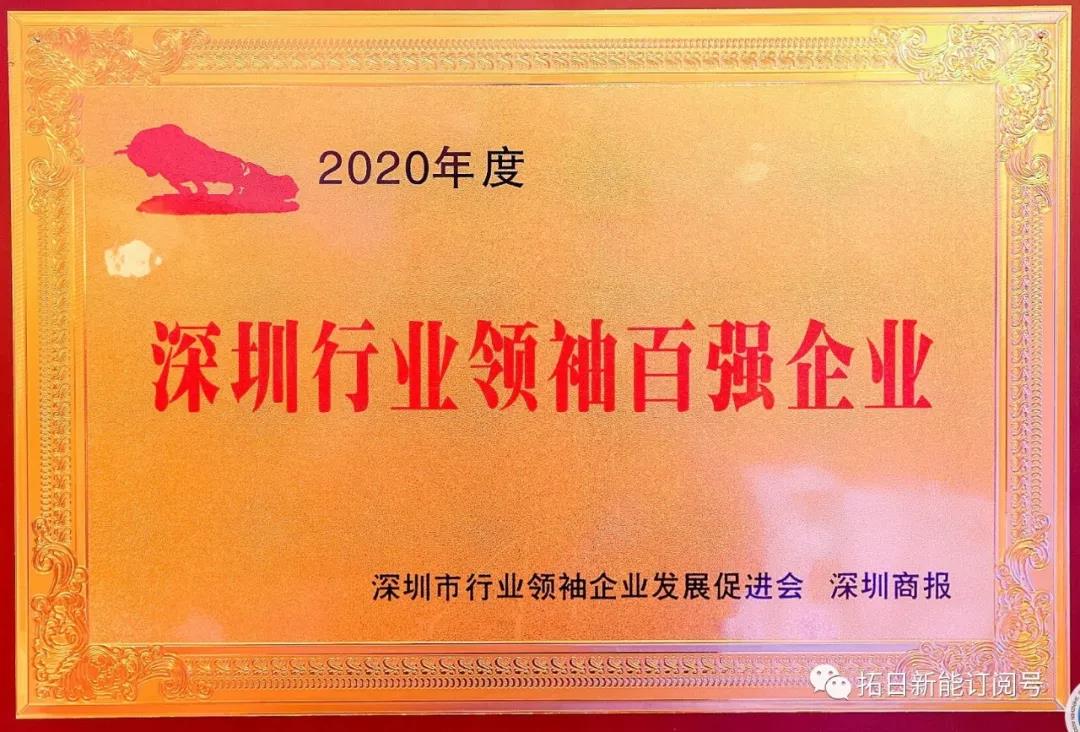 2020年度
深圳行业领袖百强企业
深圳市行业领袖企业发展促进会 深圳商报
拓日新能订阅号